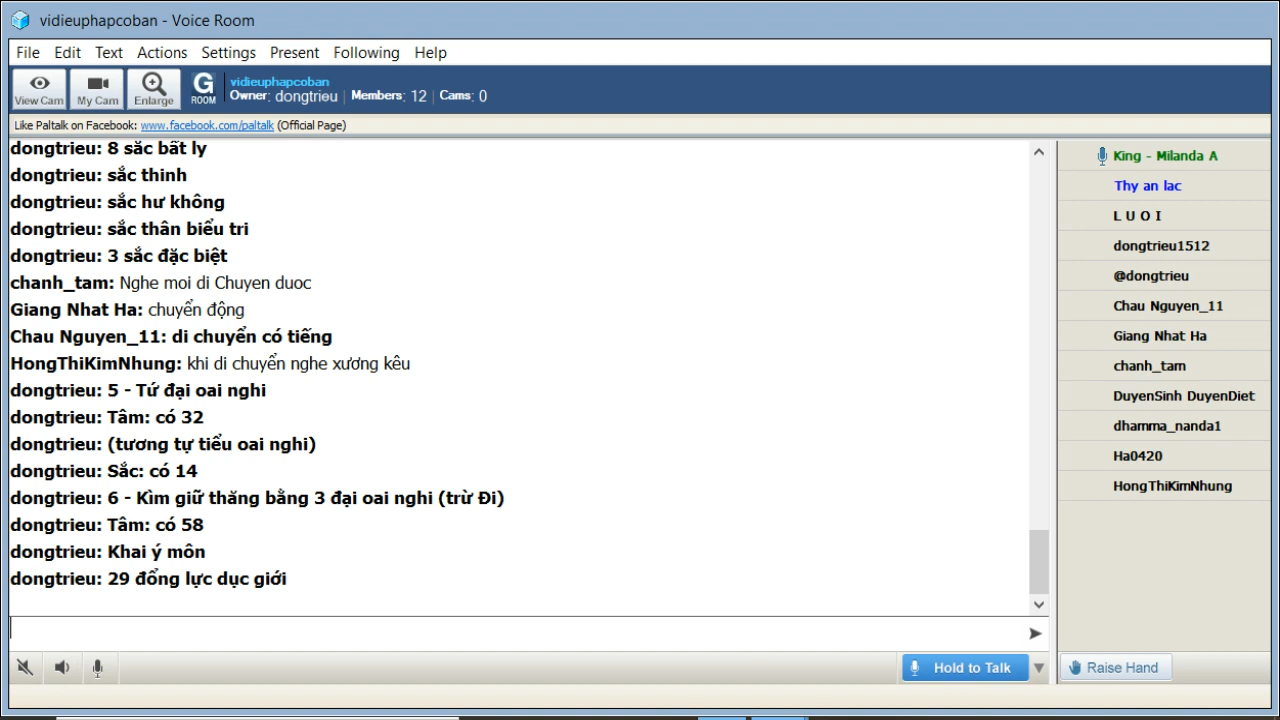 vidieuphapcoban - Voice Room
File Edit Text Actions Settings Present Following Help
View Cam My Cam Enlarge G ROOM
vidieuphapcoban
Owner: dongtrieu | Members: 12 | Cams: 0
Like Paltalk on Facebook: www.facebook.com/paltalk (Official Page)
dongtrieu: 8 sắc bất ly
dongtrieu: sắc thinh
dongtrieu: sắc hư không
dongtrieu: sắc thân biểu tri
dongtrieu: 3 sắc đặc biệt
chanh_tam: Nghe moi di Chuyen duoc
Giang Nhat Ha: chuyển động
Chau Nguyen_11: di chuyển có tiếng
HongThiKimNhung: khi di chuyển nghe xương kêu
dongtrieu: 5 - Tứ đại oai nghi
dongtrieu: Tâm: có 32
dongtrieu: (tương tự tiểu oai nghi)
dongtrieu: Sắc: có 14
dongtrieu: 6 - Kìm giữ thăng bằng 3 đại oai nghi (trừ Đi)
dongtrieu: Tâm: có 58
dongtrieu: Khai ý môn
dongtrieu: 29 đổng lực dục giới
King - Milanda A
Thy an lac
L U O I
dongtrieu1512
@dongtrieu
Chau Nguyen_11
Giang Nhat Ha
chanh_tam
DuyenSinh DuyenDiet
dhamma_nanda1
Ha0420
HongThiKimNhung
Hold to Talk
Raise Hand